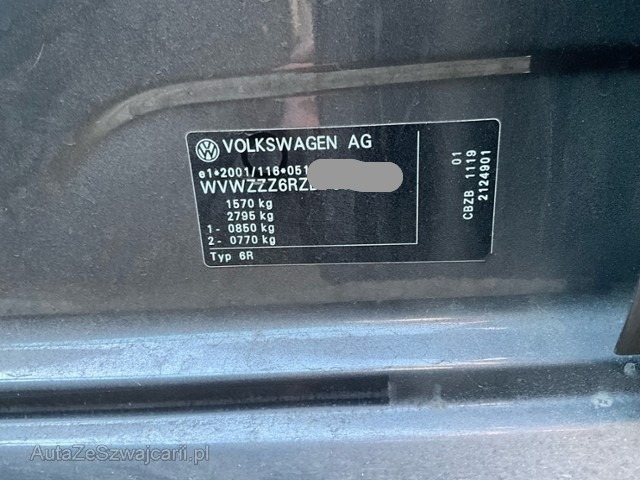 VOLKSWAGEN AG
e1*2001/116*051
WVWZZZ6RZ
1570 kg
2795 kg
1- 0850 kg
2- 0770 kg
Typ 6R
01
CBZB 1119
2124901
AutaZeSzwajcarii.pl